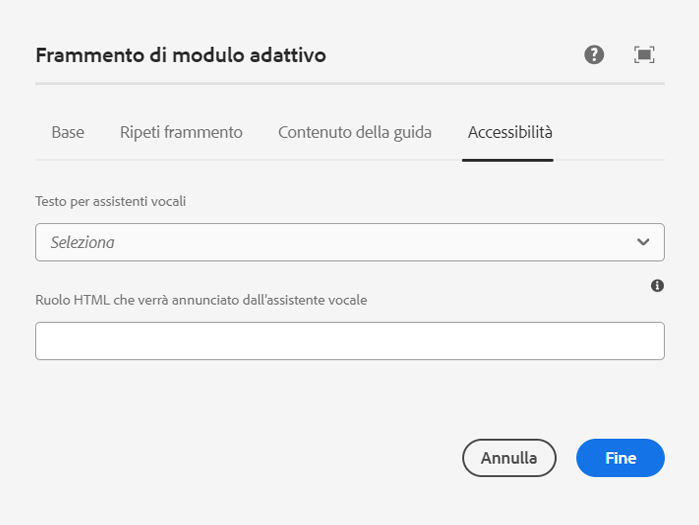 Frammento di modulo adattivo
Base Ripeti frammento Contenuto della guida Accessibilità
Testo per assistenti vocali
Seleziona
Ruolo HTML che verrà annunciato dall'assistente vocale
Annulla Fine